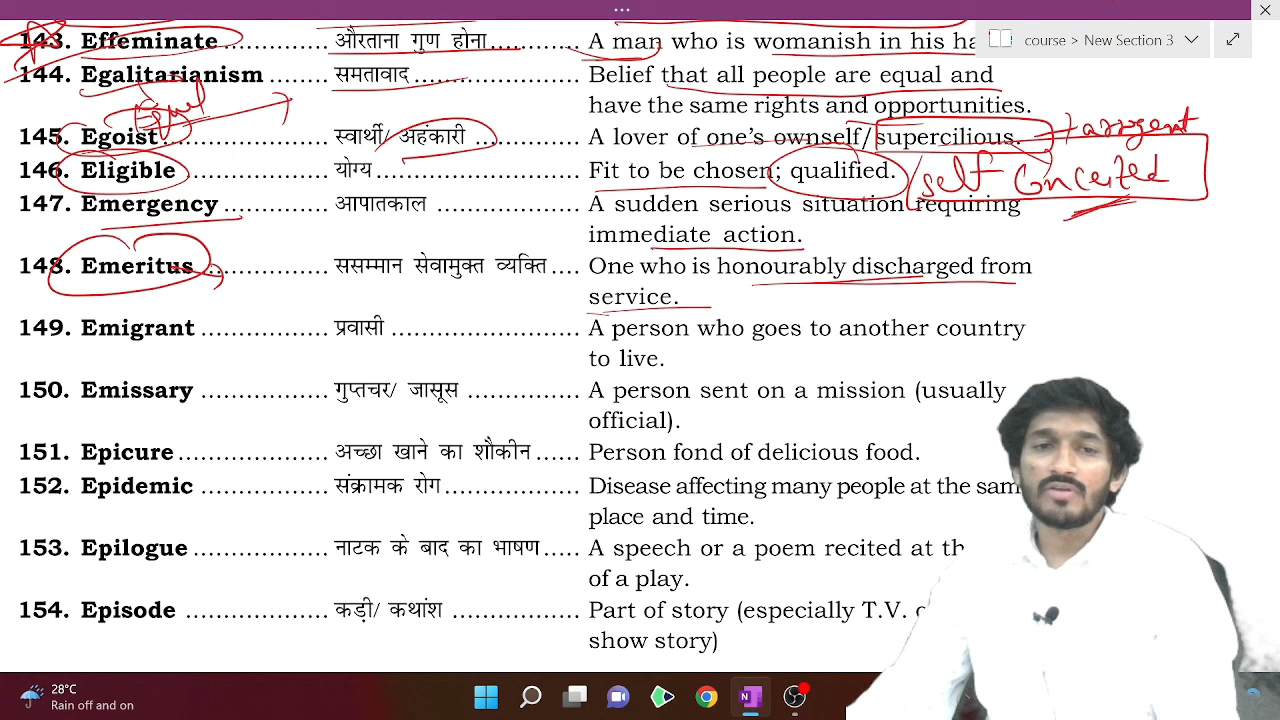 ...
course > New Section 3
143. Effeminate .............. औरताना गुण होना............... A man who is womanish in his ha
144. Egalitarianism ........ समतावाद ....................... Belief that all people are equal and
have the same rights and opportunities.
Equal
145. Egoist....................... स्वार्थी/ अहंकारी ............... A lover of one's ownself/supercilious. → arrogent
146. Eligible ..................... योग्य............................. Fit to be chosen; qualified. /self Conceited
147. Emergency ............... आपातकाल .................... A sudden serious situation requiring
immediate action.
148. Emeritus .................. ससम्मान सेवामुक्त व्यक्ति .... One who is honourably discharged from
service.
149. Emigrant .................. प्रवासी ........................... A person who goes to another country
to live.
150. Emissary .................. गुप्तचर/ जासूस ................ A person sent on a mission (usually
official).
151. Epicure ..................... अच्छा खाने का शौकीन ...... Person fond of delicious food.
152. Epidemic .................. संक्रामक रोग.................... Disease affecting many people at the sam
place and time.
153. Epilogue ................... नाटक के बाद का भाषण ..... A speech or a poem recited at th
of a play.
154. Episode .................... कड़ी/ कथांश .................. Part of story (especially T.V.
show story)
28°C
Rain off and on